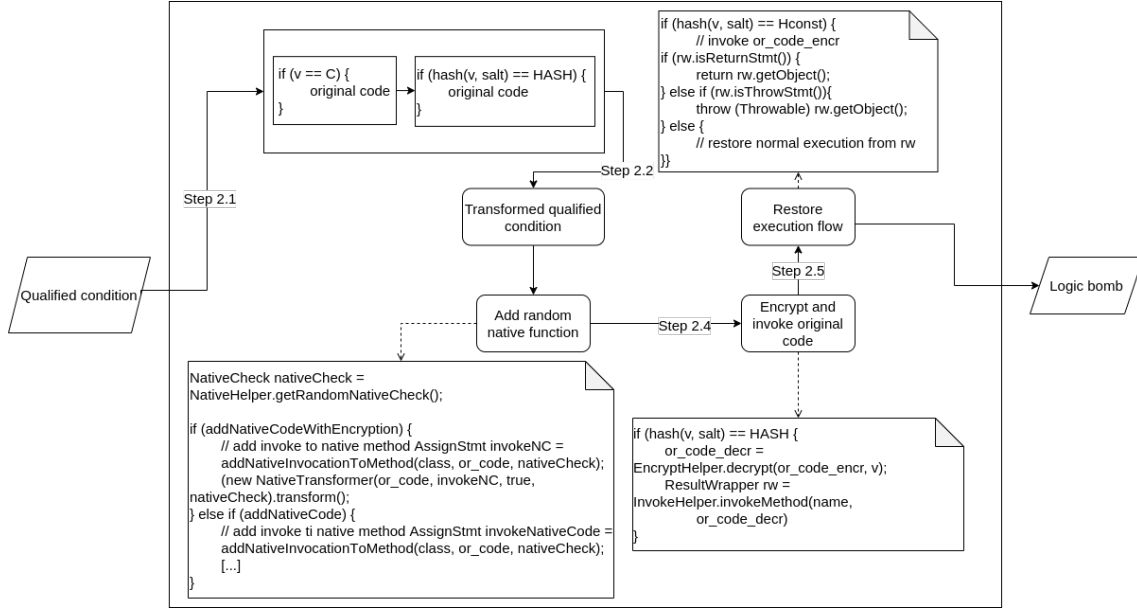 if (v == C) {
original code
}
if (hash(v, salt) == HASH) {
original code
}
if (hash(v, salt) == Hconst) {
// invoke or_code_encr
if (rw.isReturnStmt()) {
return rw.getObject();
} else if (rw.isThrowStmt()){
throw (Throwable) rw.getObject();
} else {
// restore normal execution from rw
}}
Step 2.1
Step 2.2
Transformed qualified
condition
Restore
execution flow
Qualified condition
Step 2.5
Logic bomb
Add random
native function
Step 2.4
Encrypt and
invoke original
code
NativeCheck nativeCheck =
NativeHelper.getRandomNativeCheck();
if (addNativeCodeWithEncryption) {
// add invoke to native method AssignStmt invokeNC =
addNativeInvocationToMethod(class, or_code, nativeCheck);
(new NativeTransformer(or_code, invokeNC, true,
nativeCheck).transform();
} else if (addNativeCode) {
// add invoke ti native method AssignStmt invokeNativeCode =
addNativeInvocationToMethod(class, or_code, nativeCheck);
[...]
}
if (hash(v, salt) == HASH {
or_code_decr =
EncryptHelper.decrypt(or_code_encr, v);
ResultWrapper rw =
InvokeHelper.invokeMethod(name,
or_code_decr)
}